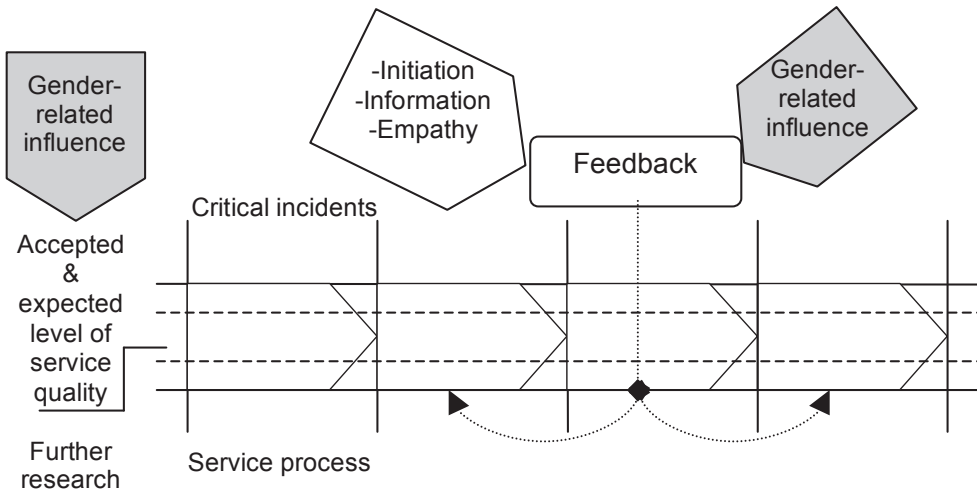 Gender-
related
influence
-Initiation
-Information
-Empathy
Feedback
Gender-
related
influence
Critical incidents
Accepted
&
expected
level of
service
quality
Further
research
Service process